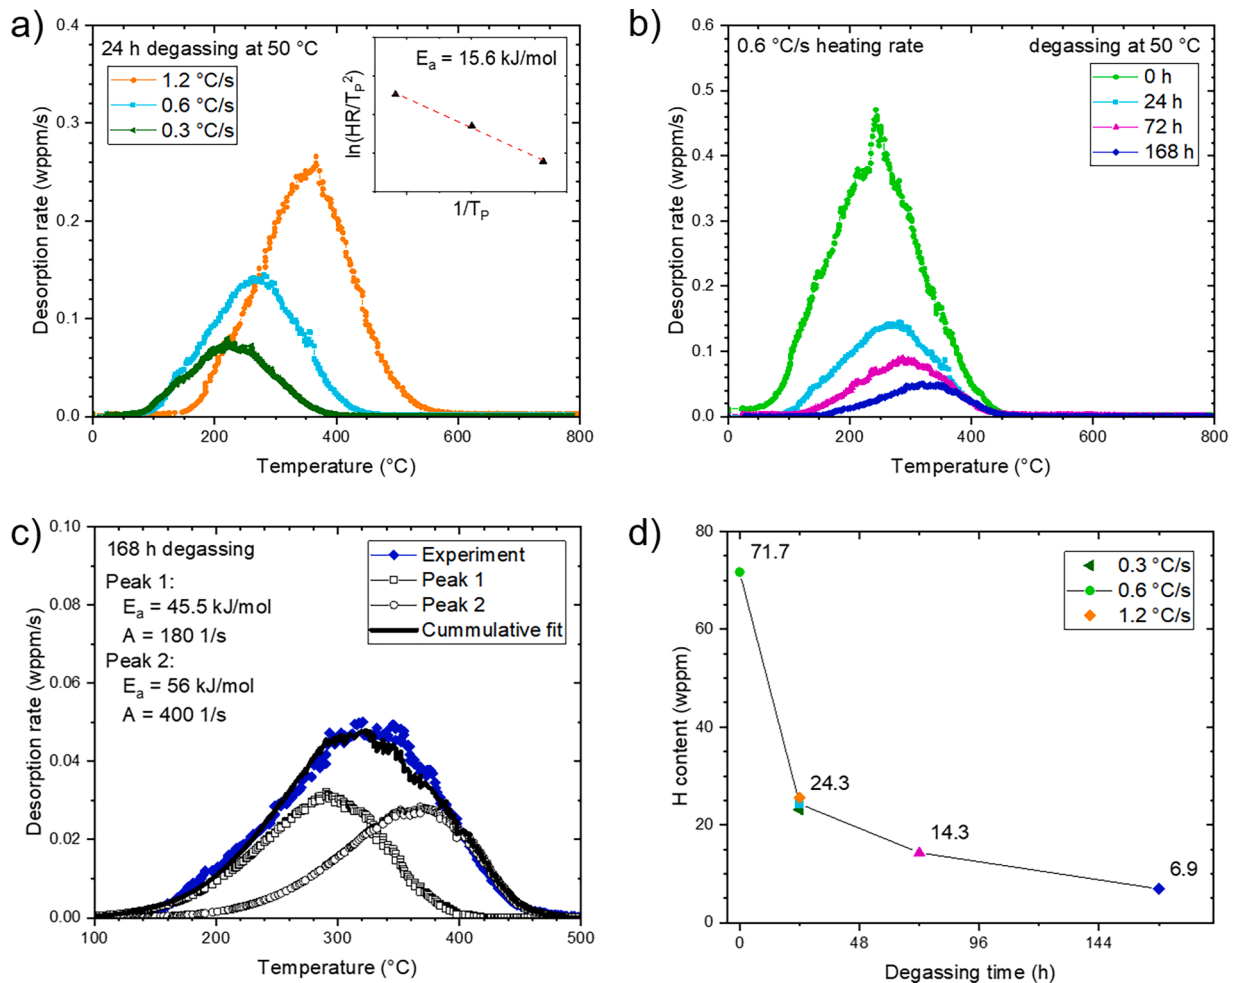 a)
24 h degassing at 50 °C
1.2 °C/s
0.6 °C/s
0.3 °C/s
Eₐ = 15.6 kJ/mol
ln(HR/T_P²)
1/T_P
Desorption rate (wppm/s)
0.4
0.3
0.2
0.1
0.0
0 200 400 600 800
Temperature (°C)
b)
0.6 °C/s heating rate
degassing at 50 °C
0 h
24 h
72 h
168 h
Desorption rate (wppm/s)
0.6
0.5
0.4
0.3
0.2
0.1
0.0
0 200 400 600 800
Temperature (°C)
c)
168 h degassing
Peak 1:
Eₐ = 45.5 kJ/mol
A = 180 1/s
Peak 2:
Eₐ = 56 kJ/mol
A = 400 1/s
Experiment
Peak 1
Peak 2
Cummulative fit
Desorption rate (wppm/s)
0.10
0.08
0.06
0.04
0.02
0.00
100 200 300 400 500
Temperature (°C)
d)
71.7
24.3
14.3
6.9
0.3 °C/s
0.6 °C/s
1.2 °C/s
H content (wppm)
80
60
40
20
0
0 48 96 144
Degassing time (h)